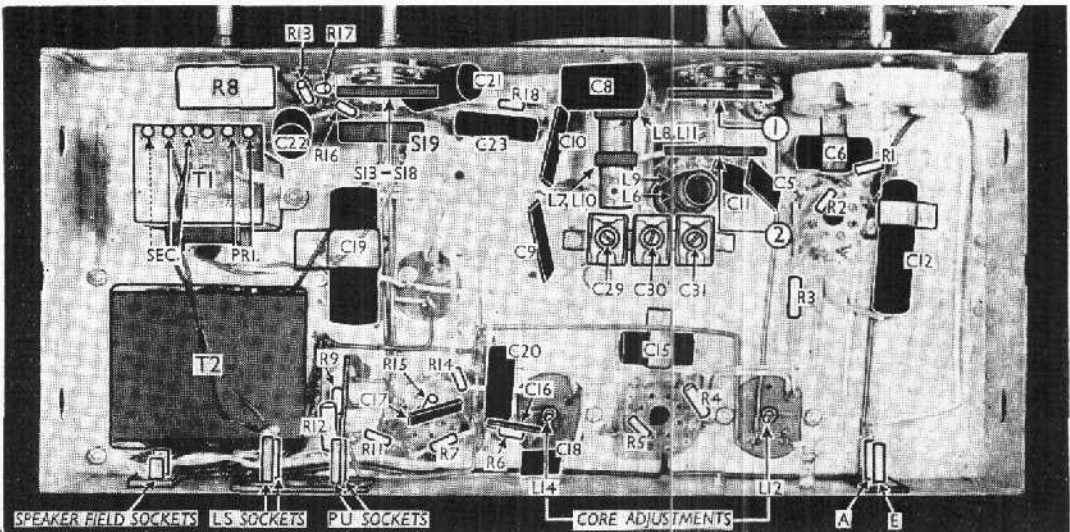 R13 R17
R8
C21
R18
C8
C22
R16
S19
C23
C10
L8,L11
1
C6
R1
T1
S13–S18
L7,L10
L9
L6
C11
C5
R2
2
SEC.
PRI.
C19
C9
C29 C30 C31
R3
C12
T2
R9
R15
R14
C20
C16
C15
R4
C17
R12
R11
R7
R6
C18
R5
L14
L12
A E
SPEAKER FIELD SOCKETS LS SOCKETS PU SOCKETS CORE ADJUSTMENTS